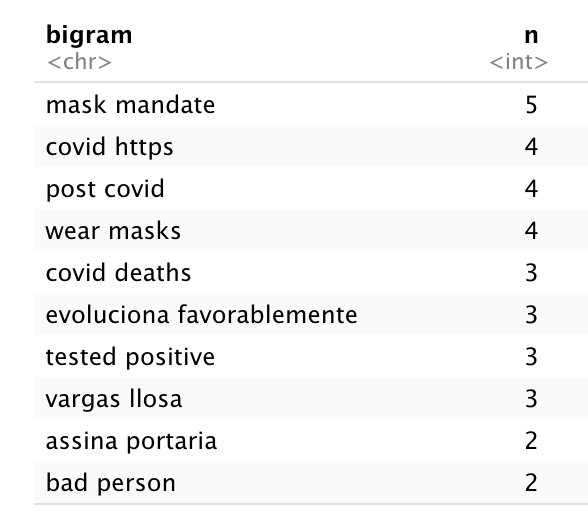 bigram n
<chr> <int>
mask mandate 5
covid https 4
post covid 4
wear masks 4
covid deaths 3
evoluciona favorablemente 3
tested positive 3
vargas llosa 3
assina portaria 2
bad person 2